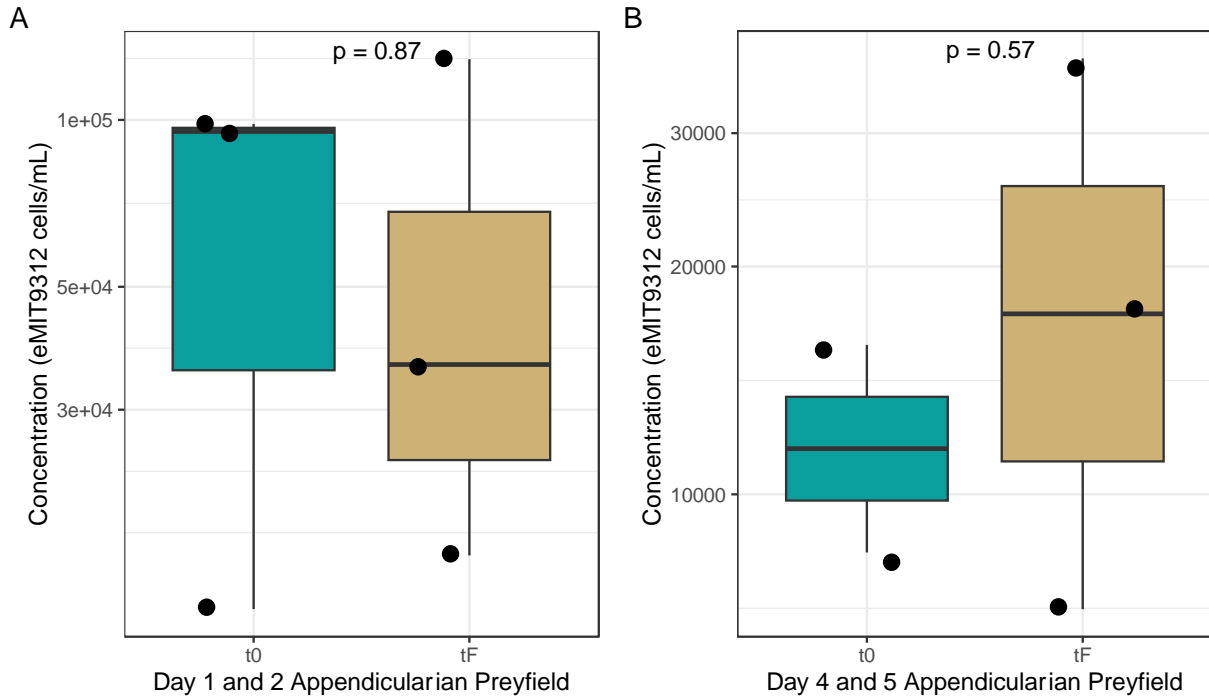 A
p = 0.87
1e+05
5e+04
3e+04
Concentration (eMIT9312 cells/mL)
t0
tF
Day 1 and 2 Appendicularian Preyfield
B
p = 0.57
30000
20000
10000
Concentration (eMIT9312 cells/mL)
t0
tF
Day 4 and 5 Appendicularian Preyfield